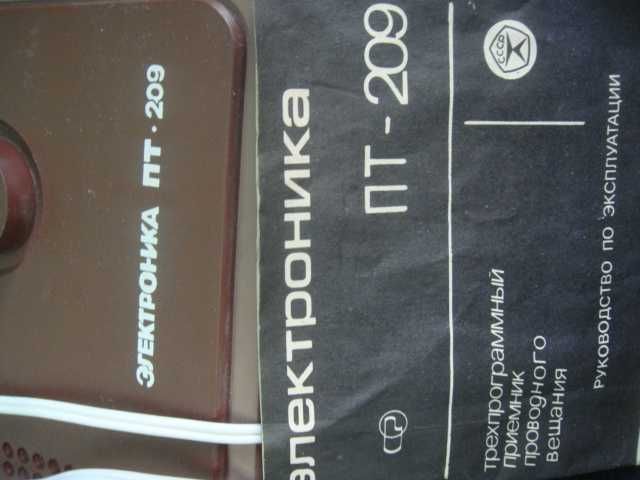 ЭЛЕКТРОНИКА ПТ · 209
электроника
ПТ-209
СССР
трехпрограммный
приемник
проводного
вещания
РУКОВОДСТВО ПО ЭКСПЛУАТАЦИИ